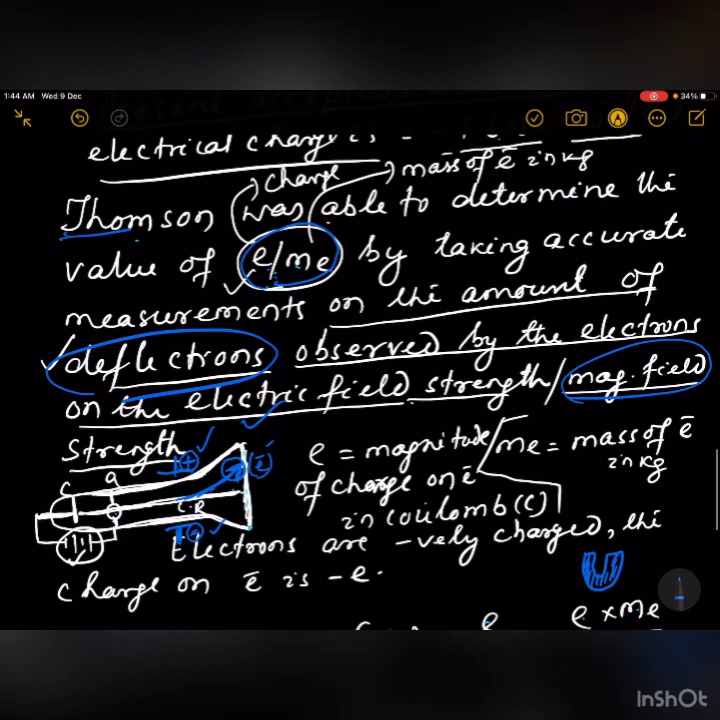 1:44 AM Wed 9 Dec
34%
electrical charge is =
charge
mass of ē in kg
Thomson was able to determine the
value of e/me by taking accurate
measurements on the amount of
deflections observed by the electrons
on the electric field strength/mag. field
Strength
e = magnitude/me = mass of ē
of charge on ē in kg
in coulomb (C)
C a
C.R
+
Electrons are -vely charged, the
charge on ē is -e.
e
e × me
InShOt